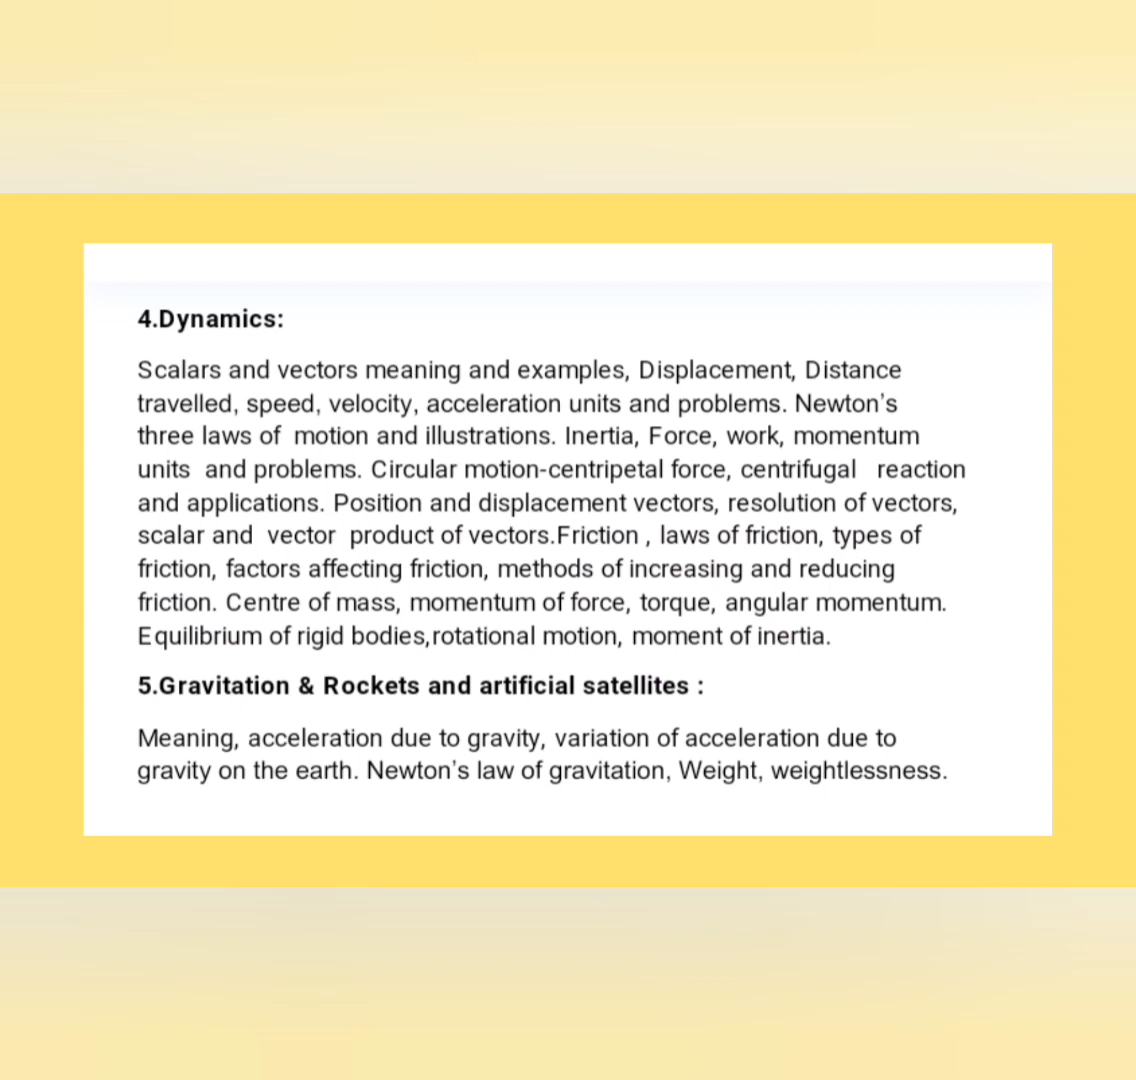 4.Dynamics:
Scalars and vectors meaning and examples, Displacement, Distance
travelled, speed, velocity, acceleration units and problems. Newton's
three laws of  motion and illustrations. Inertia, Force, work, momentum
units  and problems. Circular motion-centripetal force, centrifugal   reaction
and applications. Position and displacement vectors, resolution of vectors,
scalar and  vector  product of vectors.Friction , laws of friction, types of
friction, factors affecting friction, methods of increasing and reducing
friction. Centre of mass, momentum of force, torque, angular momentum.
Equilibrium of rigid bodies,rotational motion, moment of inertia.
5.Gravitation & Rockets and artificial satellites :
Meaning, acceleration due to gravity, variation of acceleration due to
gravity on the earth. Newton's law of gravitation, Weight, weightlessness.